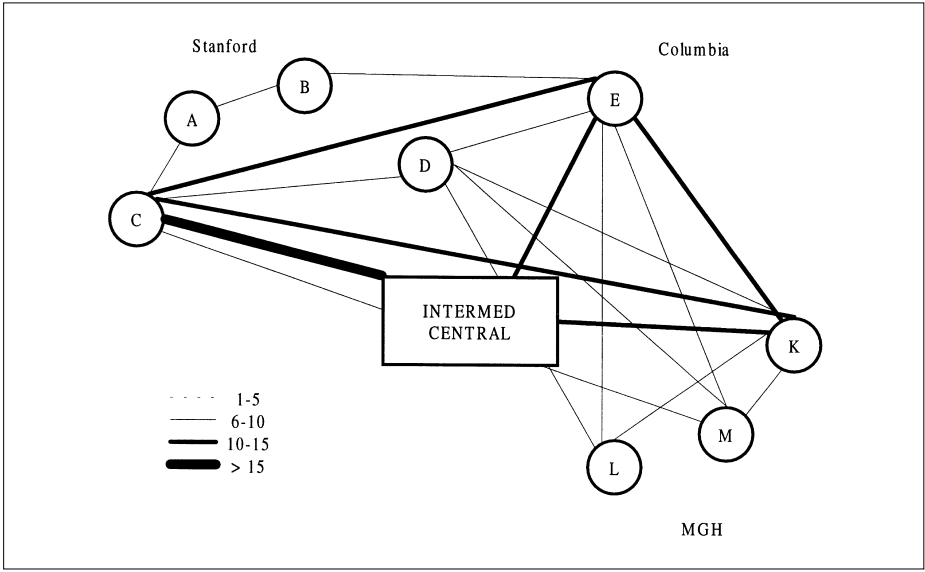 Stanford
Columbia
B
E
A
D
C
INTERMED
CENTRAL
K
1-5
6-10
10-15
> 15
M
L
MGH